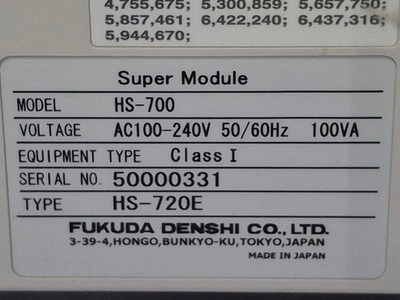 4,755,675; 5,300,859; 5,657,750;
5,857,461; 6,422,240; 6,437,316;
5,944,670;
Super Module
MODEL HS-700
VOLTAGE AC100-240V 50/60Hz 100VA
EQUIPMENT TYPE Class I
SERIAL NO. 50000331
TYPE HS-720E
FUKUDA DENSHI CO., LTD.
3-39-4, HONGO, BUNKYO-KU, TOKYO, JAPAN
MADE IN JAPAN